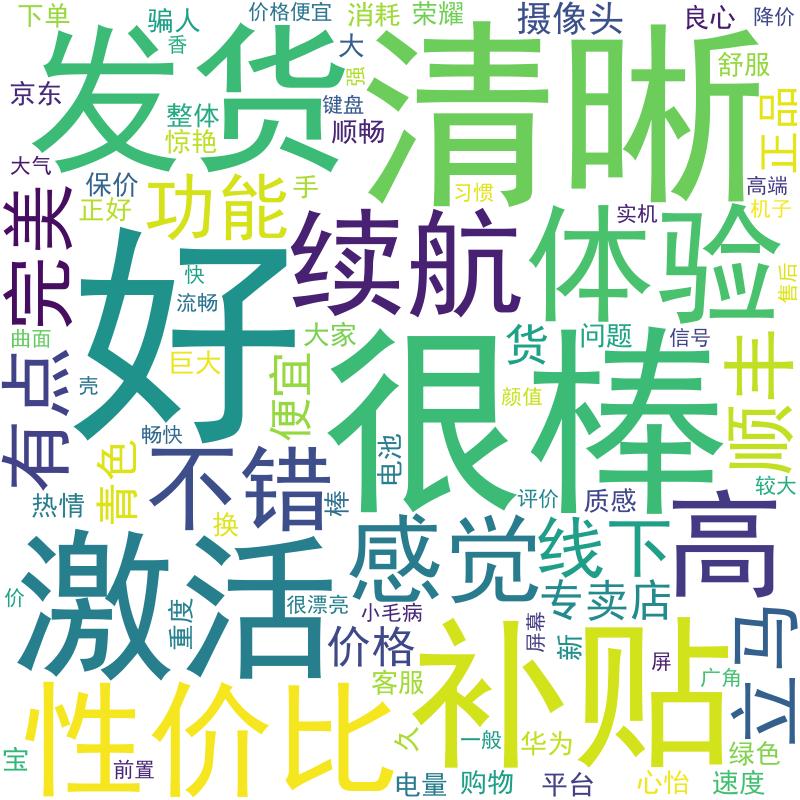 下单
骗人
香
价格便宜
消耗
荣耀
摄像头
良心
降价
发货
清晰
大
强
舒服
京东
整体
键盘
惊艳
顺畅
正品
大气
保价
正好
功能
手
习惯
高端
机子
实机
完美
续航
体验
售后
好
快
流畅
曲面
巨大
大家
货
问题
信号
有点
壳
便宜
很棒
颜值
顺丰
畅快
青色
不错
棒
电池
评价
质感
较大
热情
换
高
激活
感觉
线下
专卖店
价
重度
很漂亮
小毛病
价格
屏幕
新
屏
立马
补贴
客服
广角
性价比
久
一般
华为
绿色
宝
前置
电量
购物
平台
心怡
速度